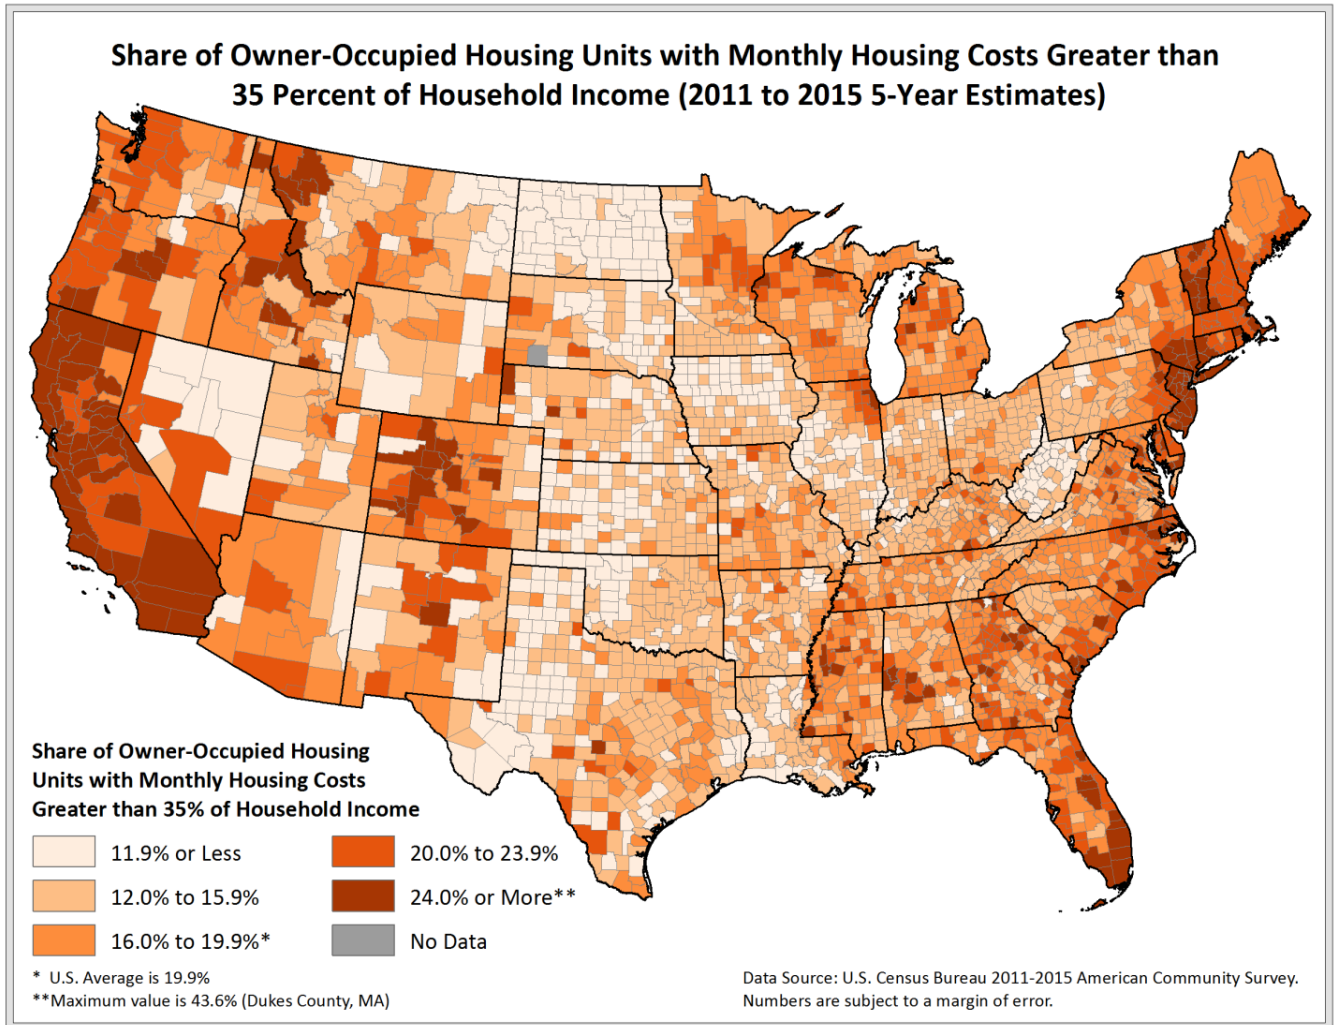 Share of Owner-Occupied Housing Units with Monthly Housing Costs Greater than
35 Percent of Household Income (2011 to 2015 5-Year Estimates)
Share of Owner-Occupied Housing
Units with Monthly Housing Costs
Greater than 35% of Household Income
11.9% or Less
12.0% to 15.9%
16.0% to 19.9%*
20.0% to 23.9%
24.0% or More**
No Data
* U.S. Average is 19.9%
**Maximum value is 43.6% (Dukes County, MA)
Data Source: U.S. Census Bureau 2011-2015 American Community Survey.
Numbers are subject to a margin of error.